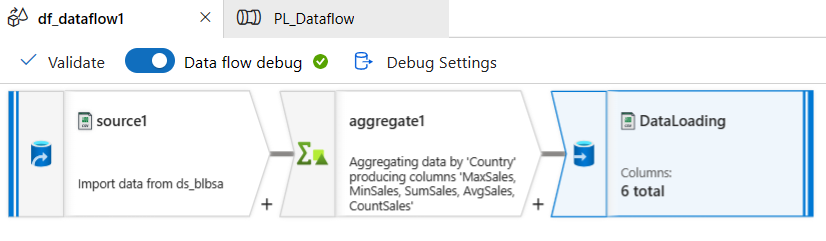 df_dataflow1
PL_Dataflow
Validate
Data flow debug
Debug Settings
source1
Import data from ds_blbsa
+
aggregate1
Aggregating data by 'Country'
producing columns 'MaxSales,
MinSales, SumSales, AvgSales,
CountSales'
+
DataLoading
Columns:
6 total